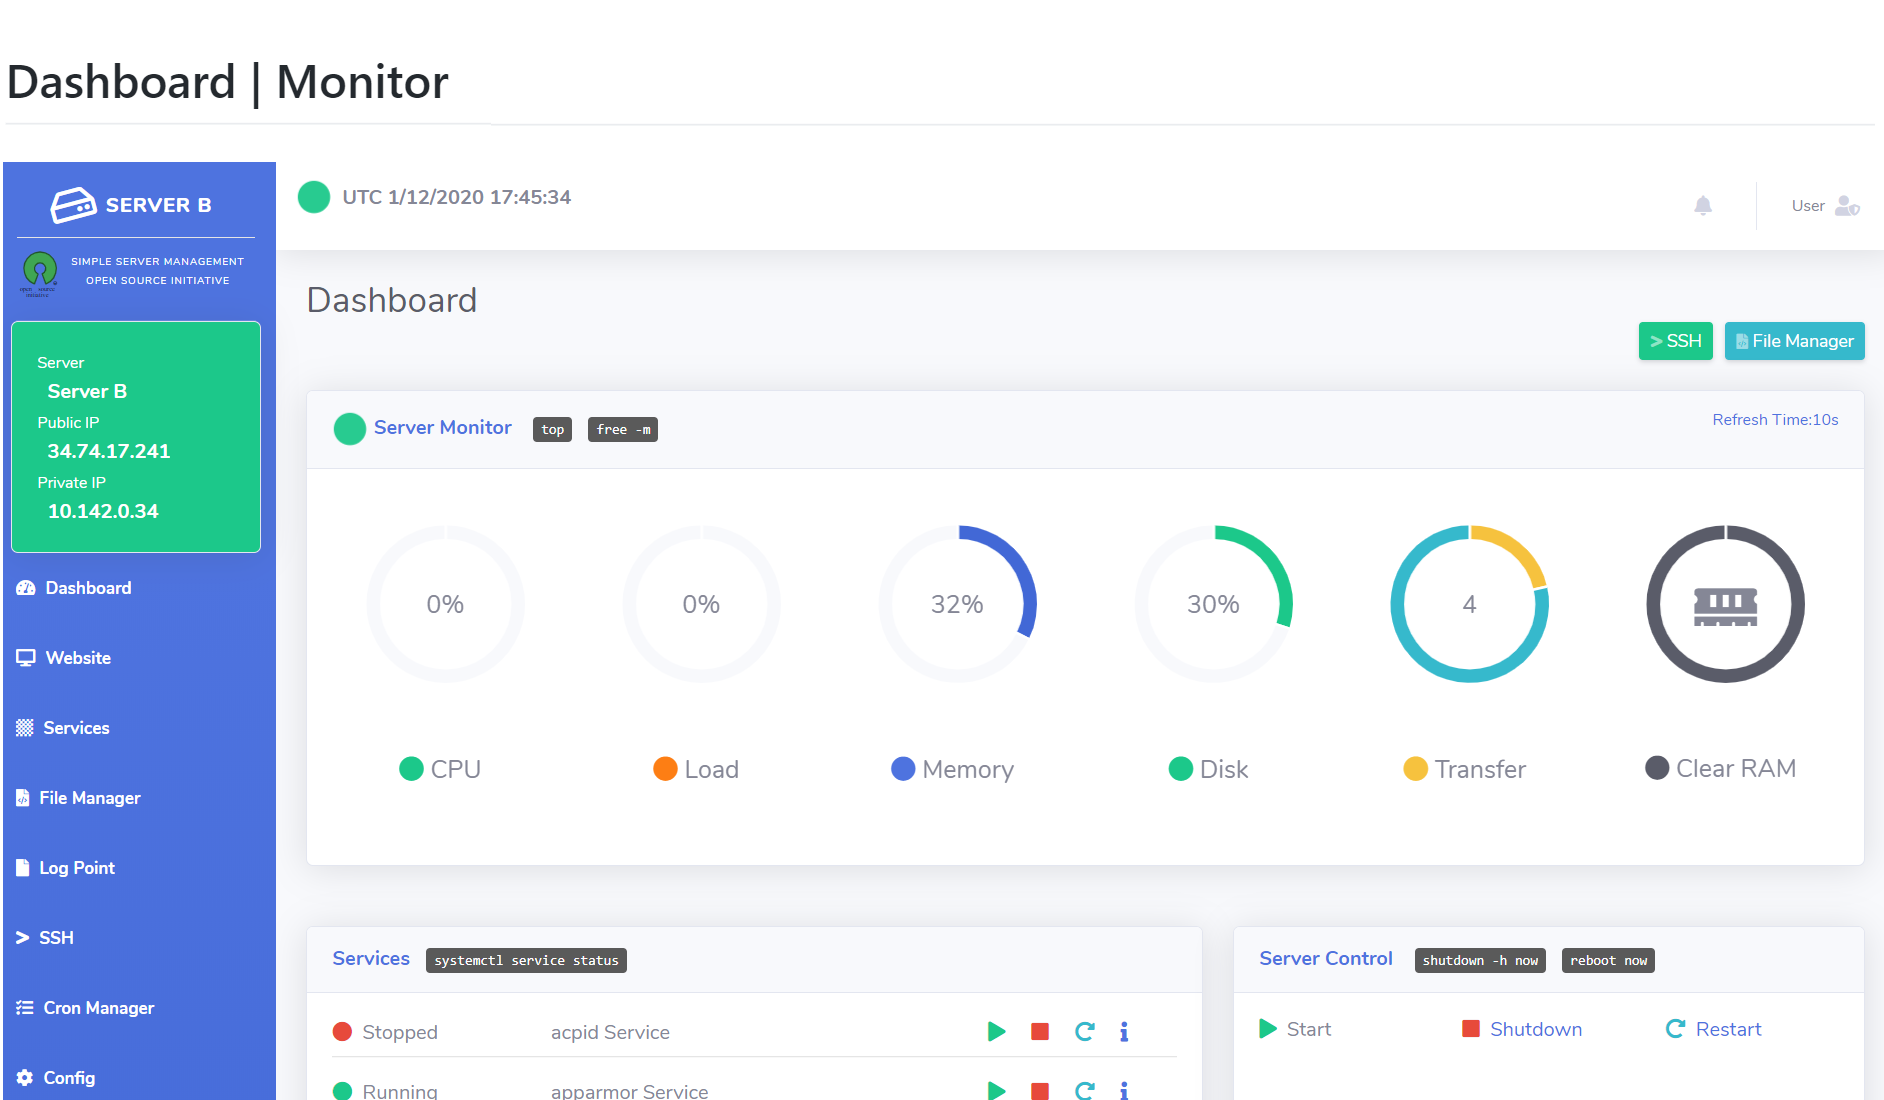 Dashboard | Monitor
SERVER B
SIMPLE SERVER MANAGEMENT
OPEN SOURCE INITIATIVE
open source
initiative
Server
Server B
Public IP
34.74.17.241
Private IP
10.142.0.34
Dashboard
Website
Services
File Manager
Log Point
SSH
Cron Manager
Config
UTC 1/12/2020 17:45:34
User
Dashboard
> SSH
File Manager
Server Monitor top free -m
Refresh Time:10s
0%
0%
32%
30%
4
CPU
Load
Memory
Disk
Transfer
Clear RAM
Services systemctl service status
Stopped acpid Service
Running apparmor Service
Server Control shutdown -h now reboot now
Start Shutdown Restart